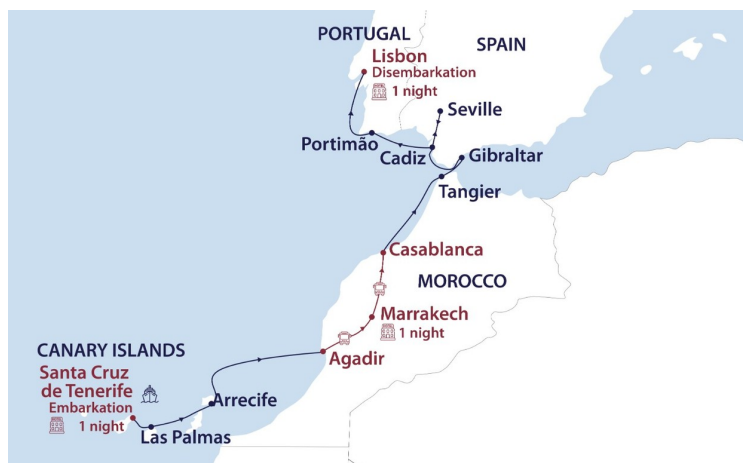 PORTUGAL
SPAIN
Lisbon
Disembarkation
1 night
Seville
Portimão
Cadiz
Gibraltar
Tangier
Casablanca
MOROCCO
Marrakech
1 night
Agadir
CANARY ISLANDS
Santa Cruz
de Tenerife
Embarkation
1 night
Arrecife
Las Palmas